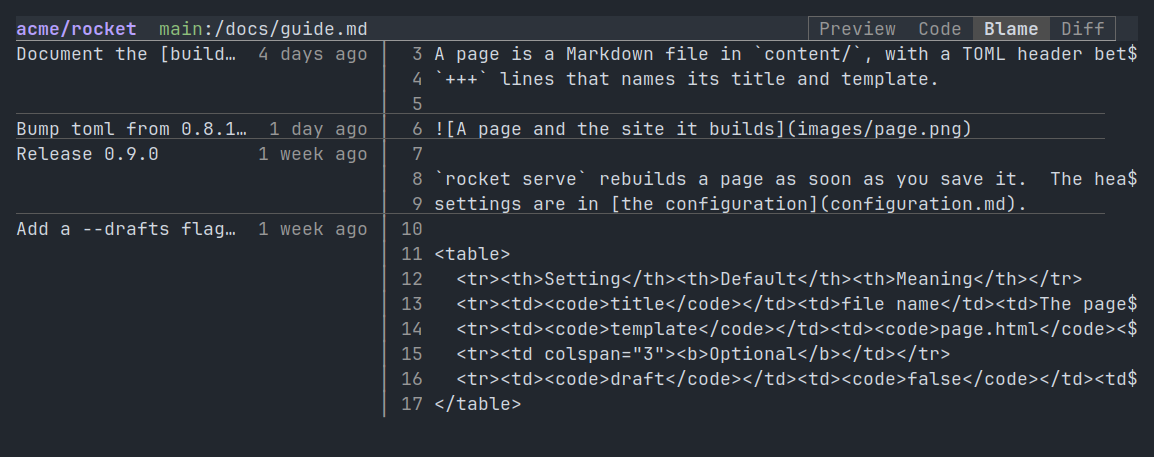 acme/rocket  main:/docs/guide.md Preview Code Blame Diff
Document the [build…  4 days ago 3 A page is a Markdown file in `content/`, with a TOML header bet$
4 `+++` lines that names its title and template.
5
Bump toml from 0.8.1…  1 day ago 6 ![A page and the site it builds](images/page.png)
Release 0.9.0  1 week ago 7
8 `rocket serve` rebuilds a page as soon as you save it.  The hea$
9 settings are in [the configuration](configuration.md).
Add a --drafts flag…  1 week ago 10
11 <table>
12   <tr><th>Setting</th><th>Default</th><th>Meaning</th></tr>
13   <tr><td><code>title</code></td><td>file name</td><td>The page$
14   <tr><td><code>template</code></td><td><code>page.html</code><$
15   <tr><td colspan="3"><b>Optional</b></td></tr>
16   <tr><td><code>draft</code></td><td><code>false</code></td><td$
17 </table>